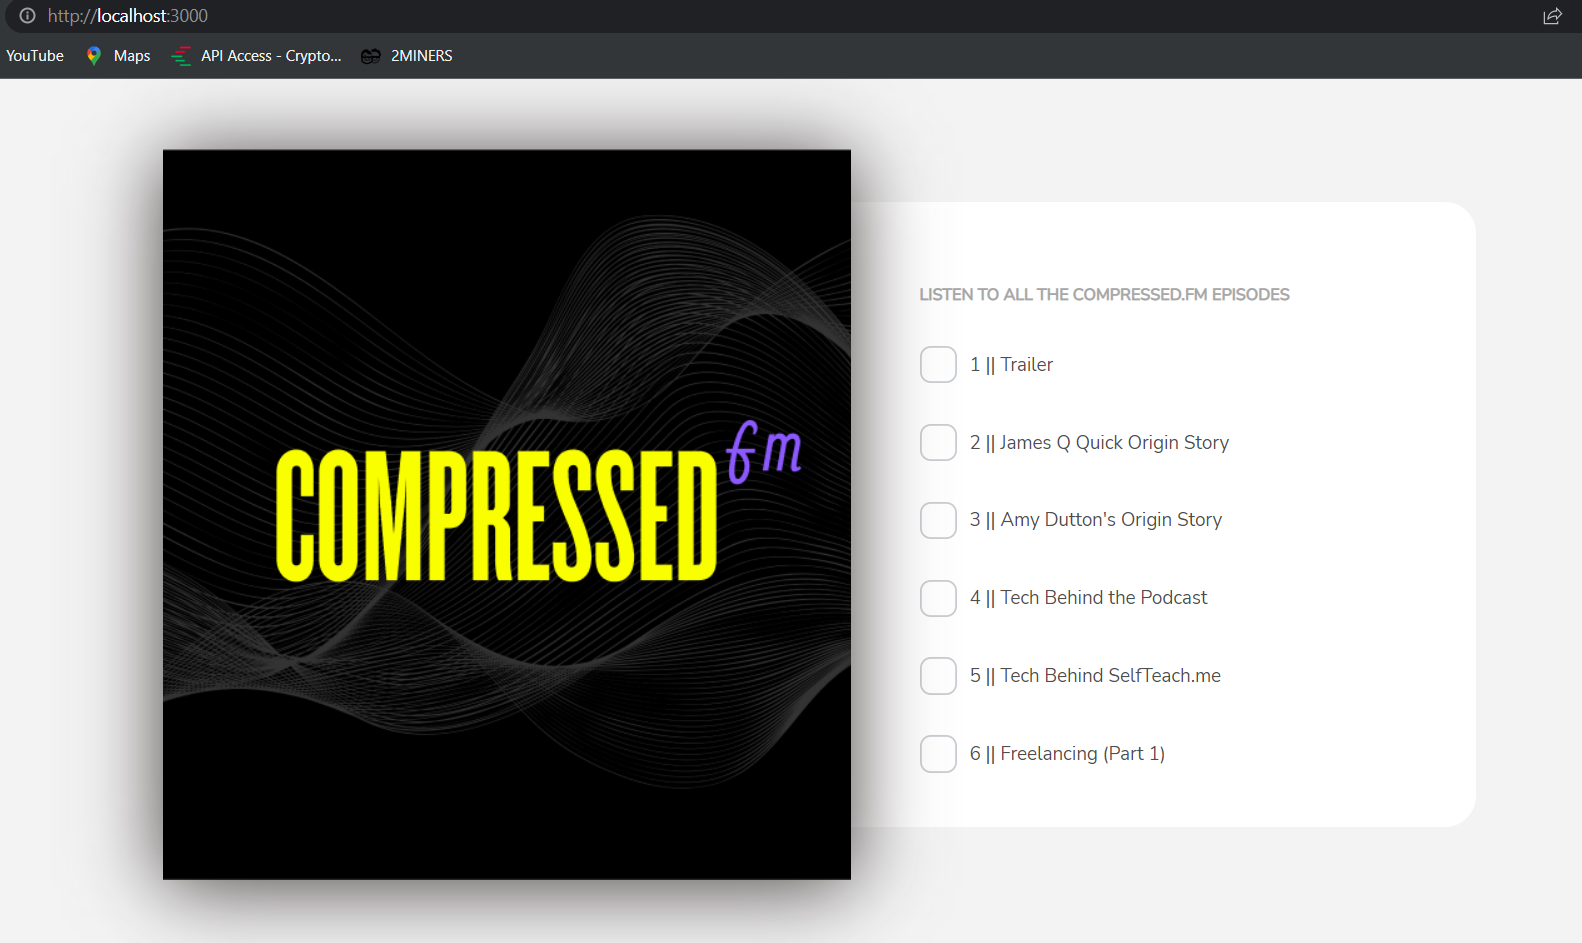 http://localhost:3000
YouTube Maps API Access - Crypto... 2MINERS
COMPRESSED fm
LISTEN TO ALL THE COMPRESSED.FM EPISODES
1 || Trailer
2 || James Q Quick Origin Story
3 || Amy Dutton's Origin Story
4 || Tech Behind the Podcast
5 || Tech Behind SelfTeach.me
6 || Freelancing (Part 1)